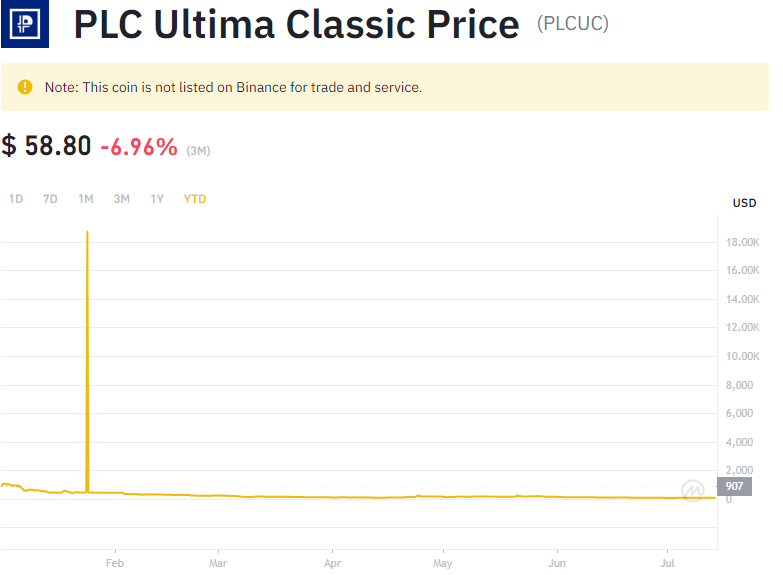 PLC Ultima Classic Price (PLCUC)
Note: This coin is not listed on Binance for trade and service.
$ 58.80 -6.96% (3M)
1D 7D 1M 3M 1Y YTD
USD
18.00K
16.00K
14.00K
12.00K
10.00K
8,000
6,000
4,000
2,000
907
0
Feb Mar Apr May Jun Jul